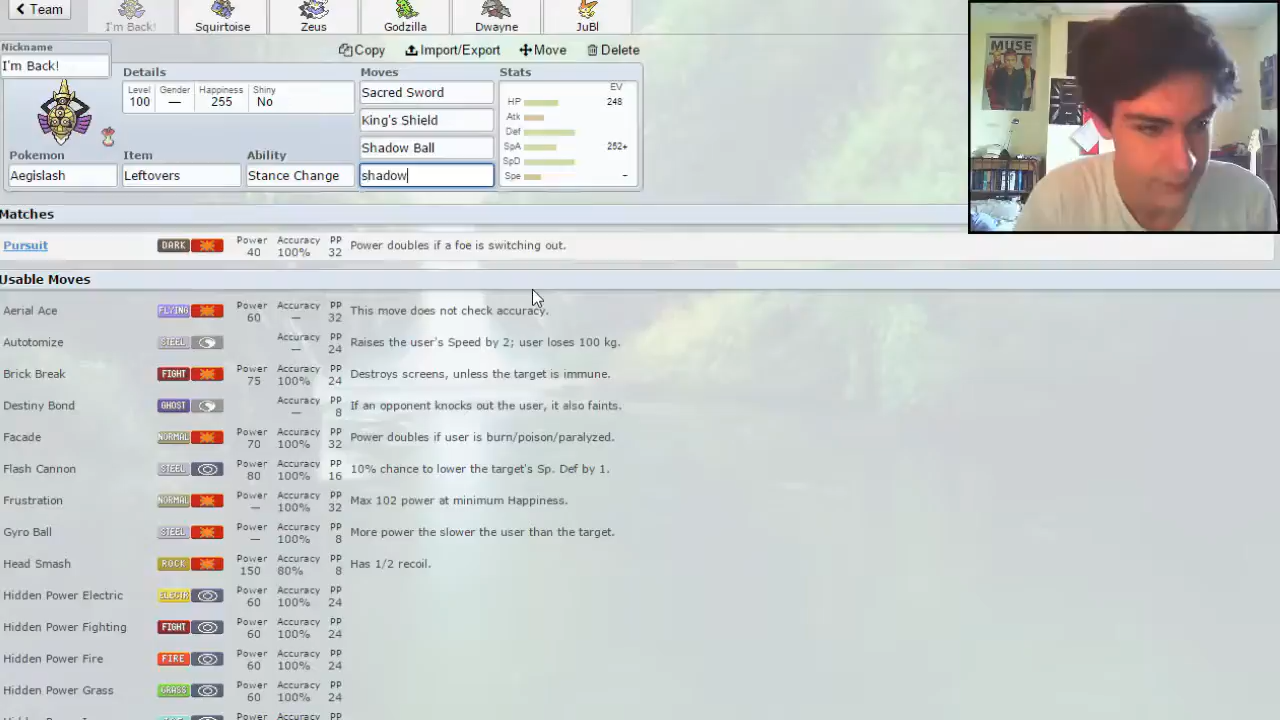 Team
I'm Back!
Squirtoise
Zeus
Godzilla
Dwayne
JuBl
Nickname
I'm Back!
Copy
Import/Export
Move
Delete
Details
Level
100
Gender
—
Happiness
255
Shiny
No
Moves
Sacred Sword
King's Shield
Shadow Ball
shadow
Stats
EV
HP 248
Atk
Def
SpA 252+
SpD
Spe –
Pokemon
Aegislash
Item
Leftovers
Ability
Stance Change
MUSE
Matches
Pursuit DARK Power 40 Accuracy 100% PP 32 Power doubles if a foe is switching out.
Usable Moves
Aerial Ace FLYING Power 60 Accuracy — PP 32 This move does not check accuracy.
Autotomize STEEL Accuracy — PP 24 Raises the user's Speed by 2; user loses 100 kg.
Brick Break FIGHT Power 75 Accuracy 100% PP 24 Destroys screens, unless the target is immune.
Destiny Bond GHOST Accuracy — PP 8 If an opponent knocks out the user, it also faints.
Facade NORMAL Power 70 Accuracy 100% PP 32 Power doubles if user is burn/poison/paralyzed.
Flash Cannon STEEL Power 80 Accuracy 100% PP 16 10% chance to lower the target's Sp. Def by 1.
Frustration NORMAL Power — Accuracy 100% PP 32 Max 102 power at minimum Happiness.
Gyro Ball STEEL Power — Accuracy 100% PP 8 More power the slower the user than the target.
Head Smash ROCK Power 150 Accuracy 80% PP 8 Has 1/2 recoil.
Hidden Power Electric ELECTR Power 60 Accuracy 100% PP 24
Hidden Power Fighting FIGHT Power 60 Accuracy 100% PP 24
Hidden Power Fire FIRE Power 60 Accuracy 100% PP 24
Hidden Power Grass GRASS Power 60 Accuracy 100% PP 24
Power Accuracy PP